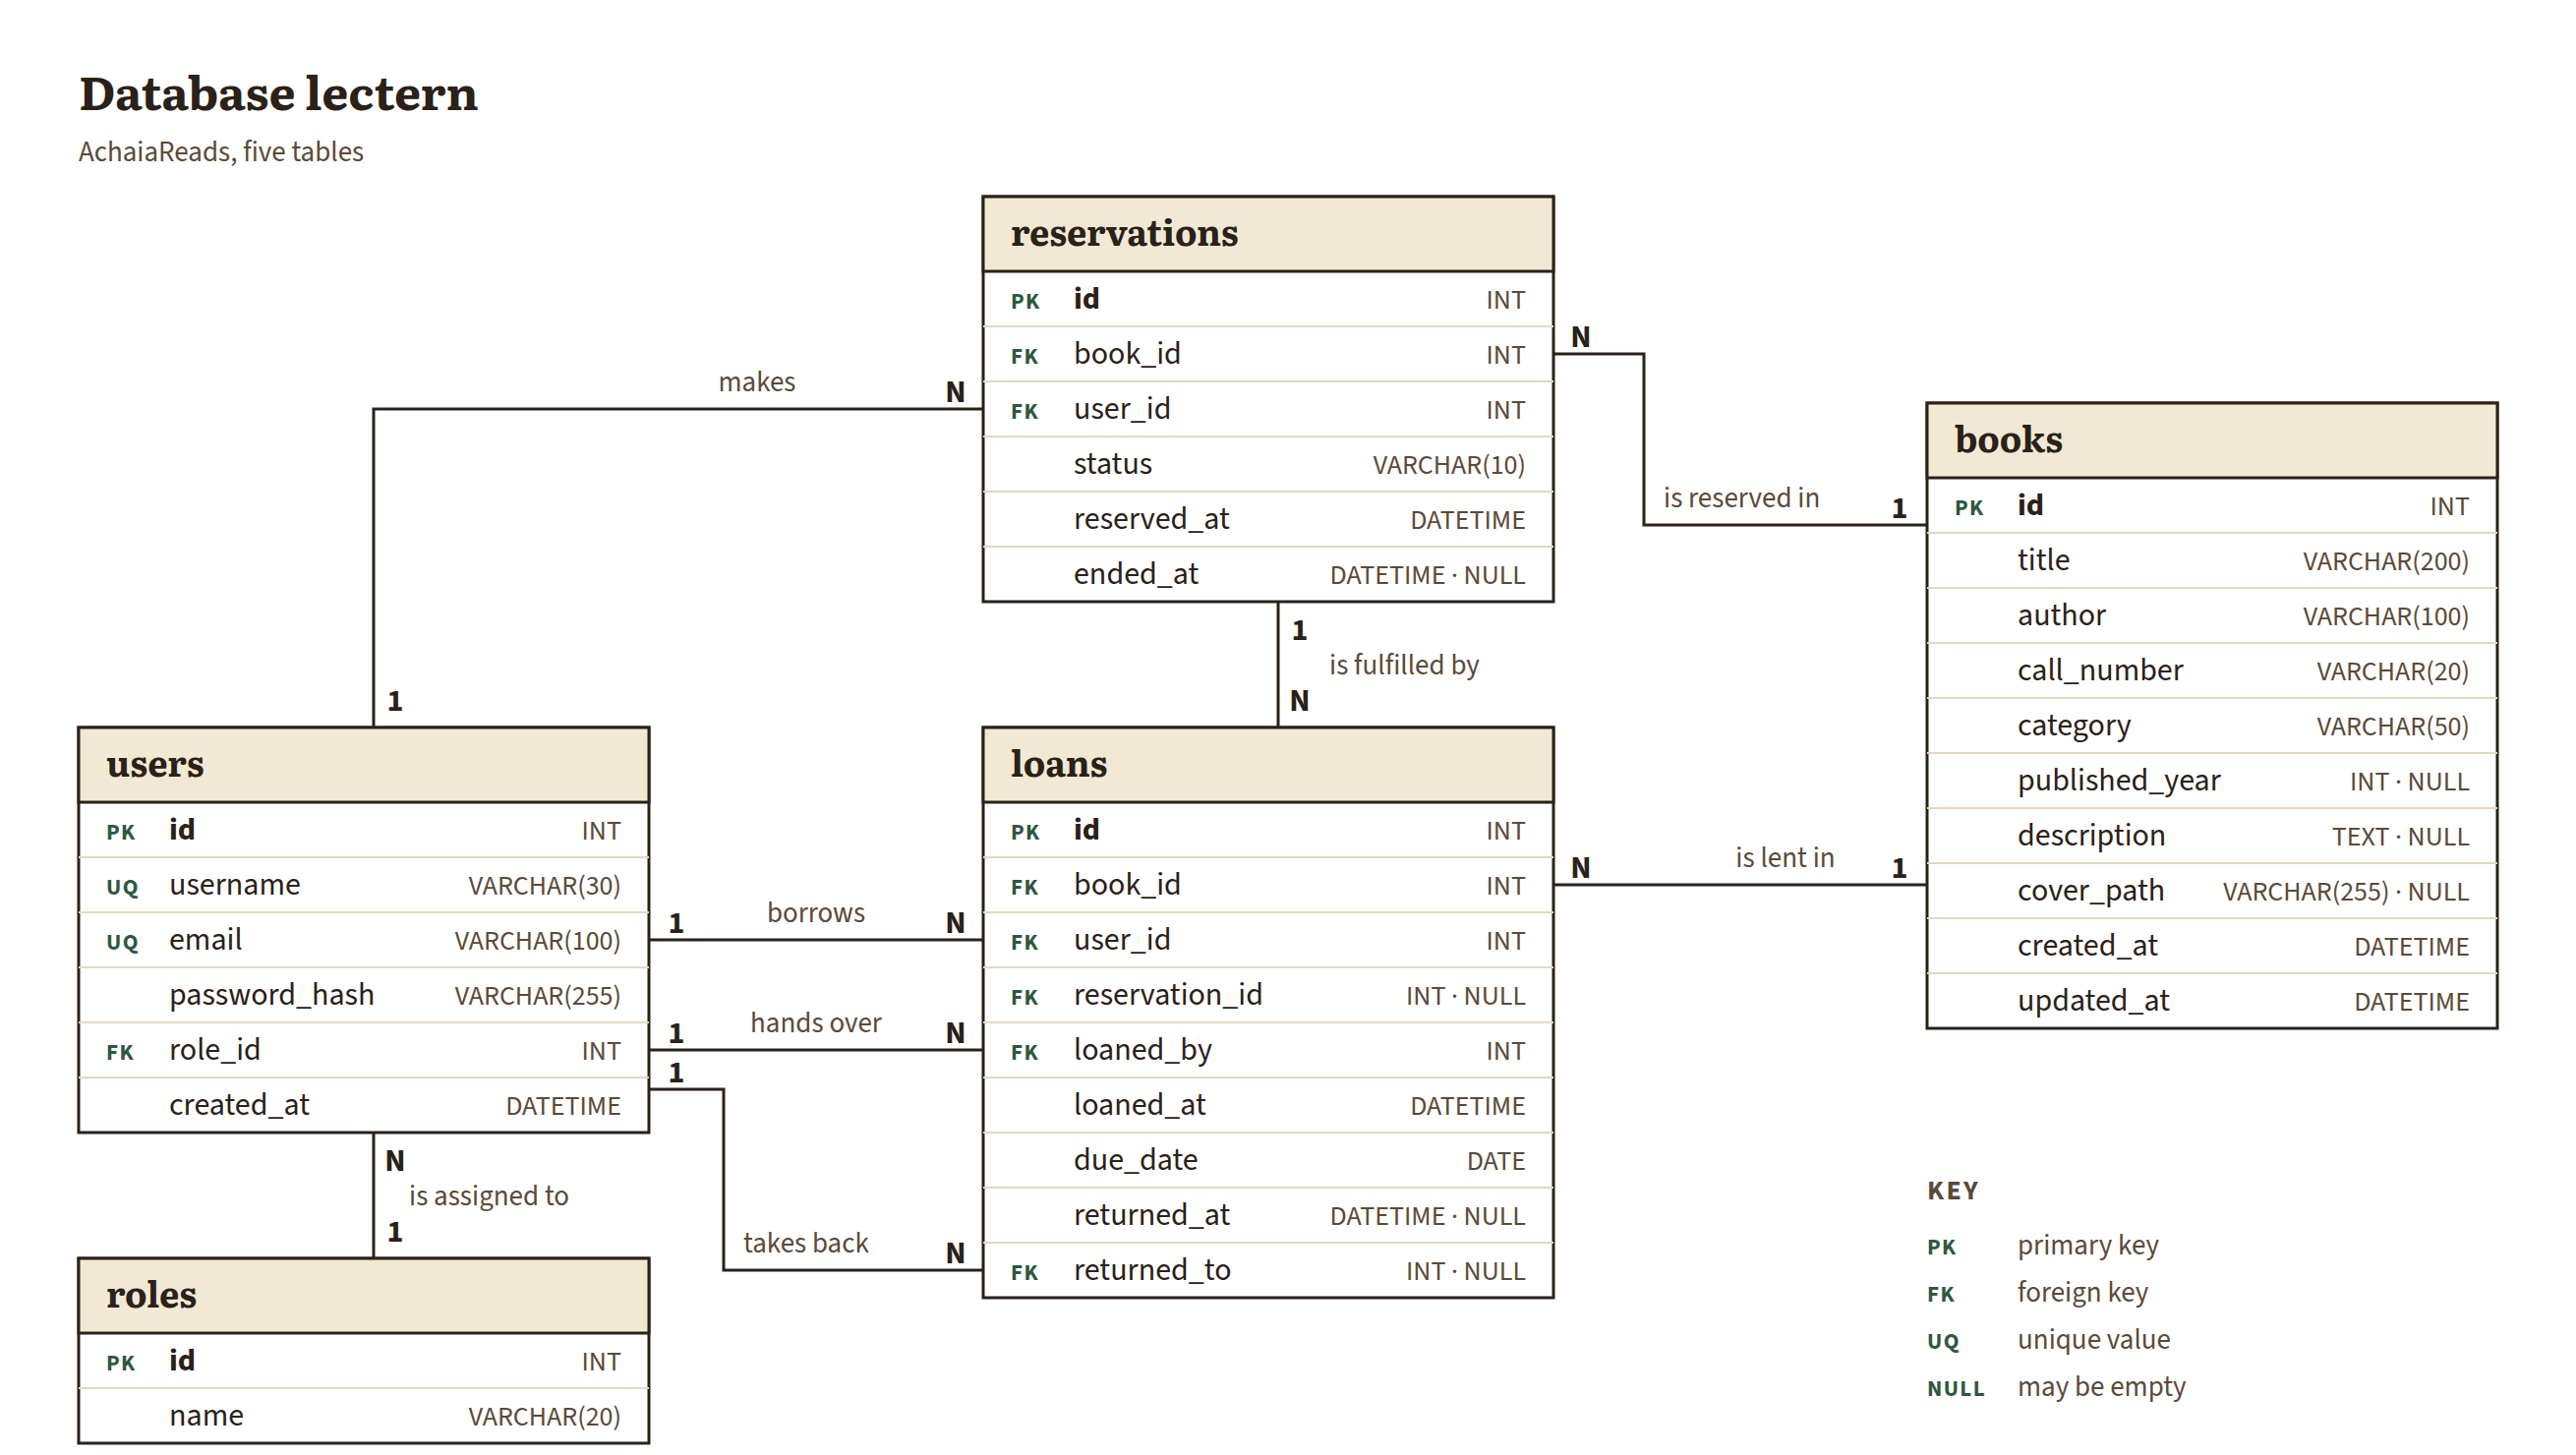 Database lectern
AchaiaReads, five tables
reservations
PK id INT
FK book_id INT
FK user_id INT
status VARCHAR(10)
reserved_at DATETIME
ended_at DATETIME · NULL
makes
N
1
N
is reserved in
1
1
is fulfilled by
N
books
PK id INT
title VARCHAR(200)
author VARCHAR(100)
call_number VARCHAR(20)
category VARCHAR(50)
published_year INT · NULL
description TEXT · NULL
cover_path VARCHAR(255) · NULL
created_at DATETIME
updated_at DATETIME
users
PK id INT
UQ username VARCHAR(30)
UQ email VARCHAR(100)
password_hash VARCHAR(255)
FK role_id INT
created_at DATETIME
1 borrows N
1 hands over N
1
takes back N
loans
PK id INT
FK book_id INT
FK user_id INT
FK reservation_id INT · NULL
FK loaned_by INT
loaned_at DATETIME
due_date DATE
returned_at DATETIME · NULL
FK returned_to INT · NULL
N is lent in 1
N
is assigned to
1
roles
PK id INT
name VARCHAR(20)
KEY
PK primary key
FK foreign key
UQ unique value
NULL may be empty